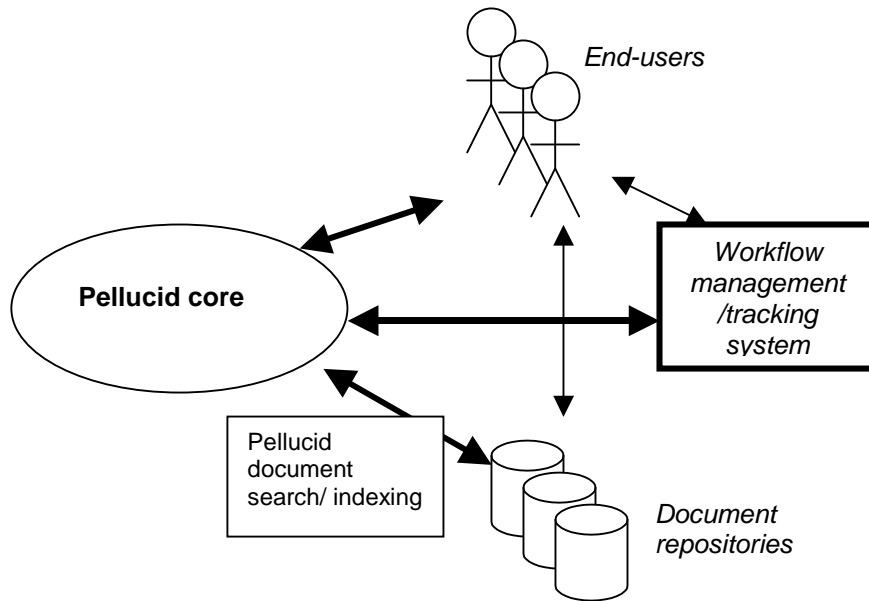 End-users
Pellucid core
Workflow
management
/tracking
system
Pellucid
document
search/ indexing
Document
repositories